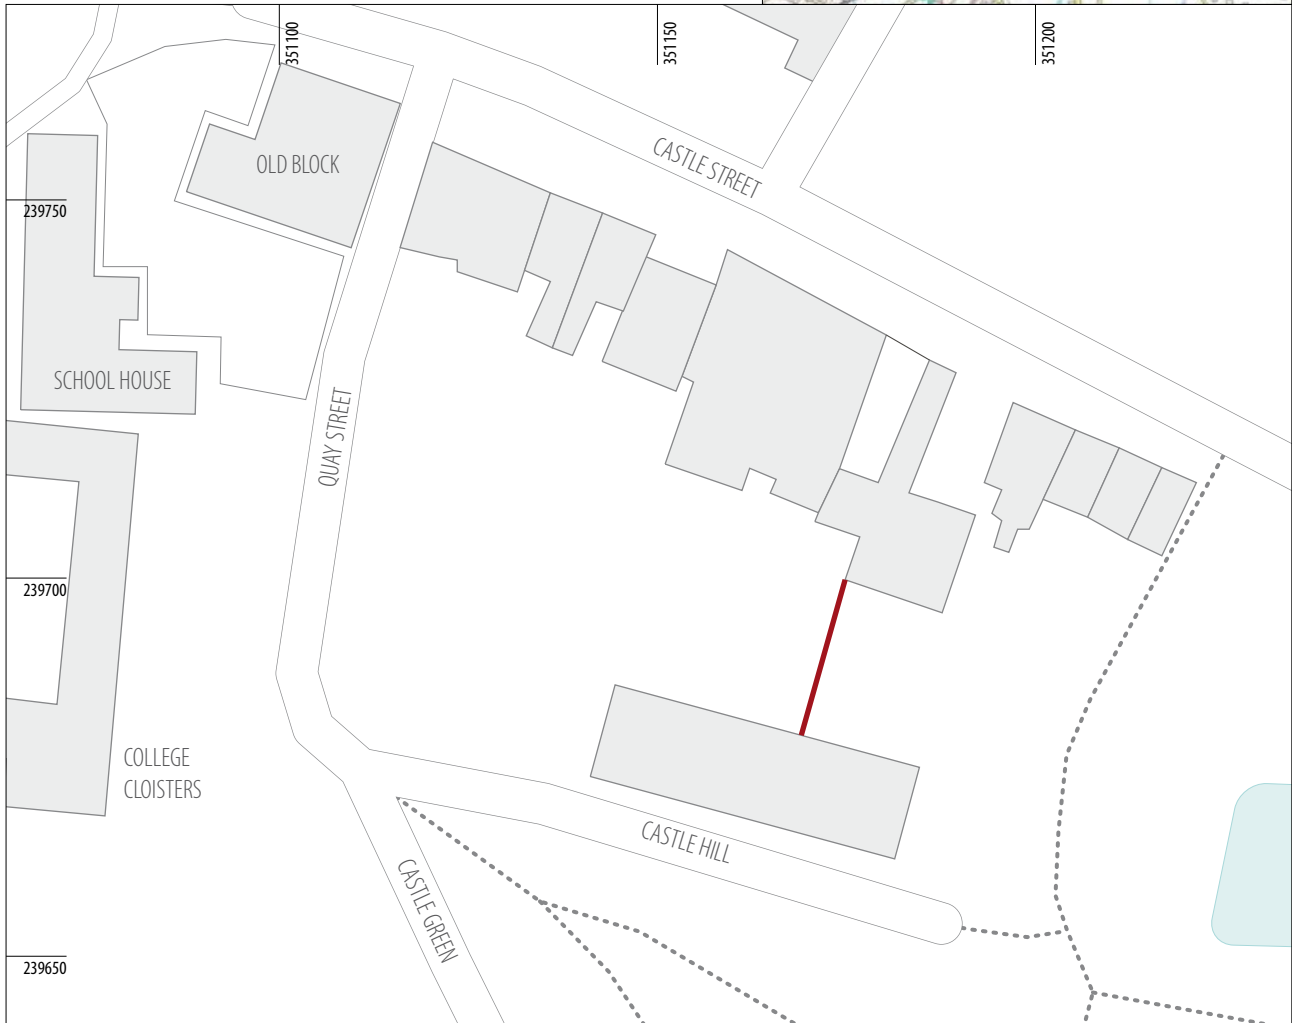 351100
351150
351200
CASTLE STREET
OLD BLOCK
239750
SCHOOL HOUSE
QUAY STREET
239700
COLLEGE
CLOISTERS
CASTLE HILL
CASTLE GREEN
239650